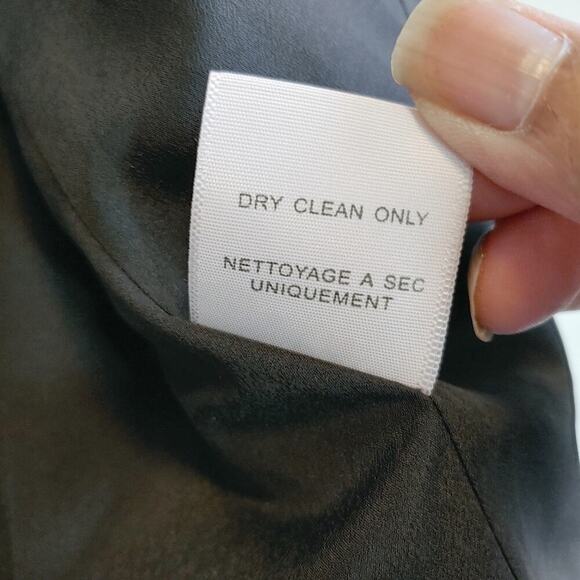 DRY CLEAN ONLY
NETTOYAGE A SEC
UNIQUEMENT